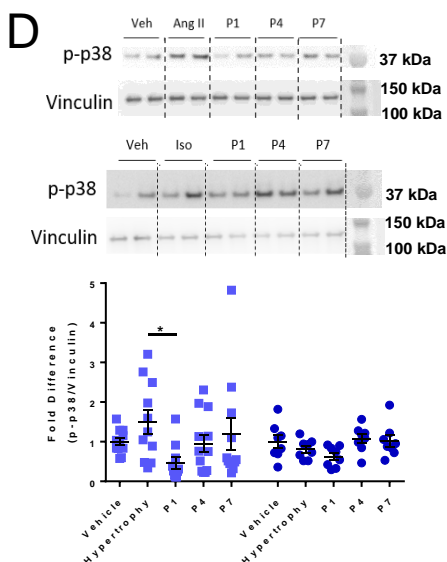 D
Veh Ang II P1 P4 P7
p-p38 37 kDa
Vinculin 150 kDa
100 kDa
Veh Iso P1 P4 P7
p-p38 37 kDa
Vinculin 150 kDa
100 kDa
Fold Difference
(p-p38/Vinculin)
5
4
3
2
1
0
*
Vehicle Hypertrophy P1 P4 P7 Vehicle Hypertrophy P1 P4 P7